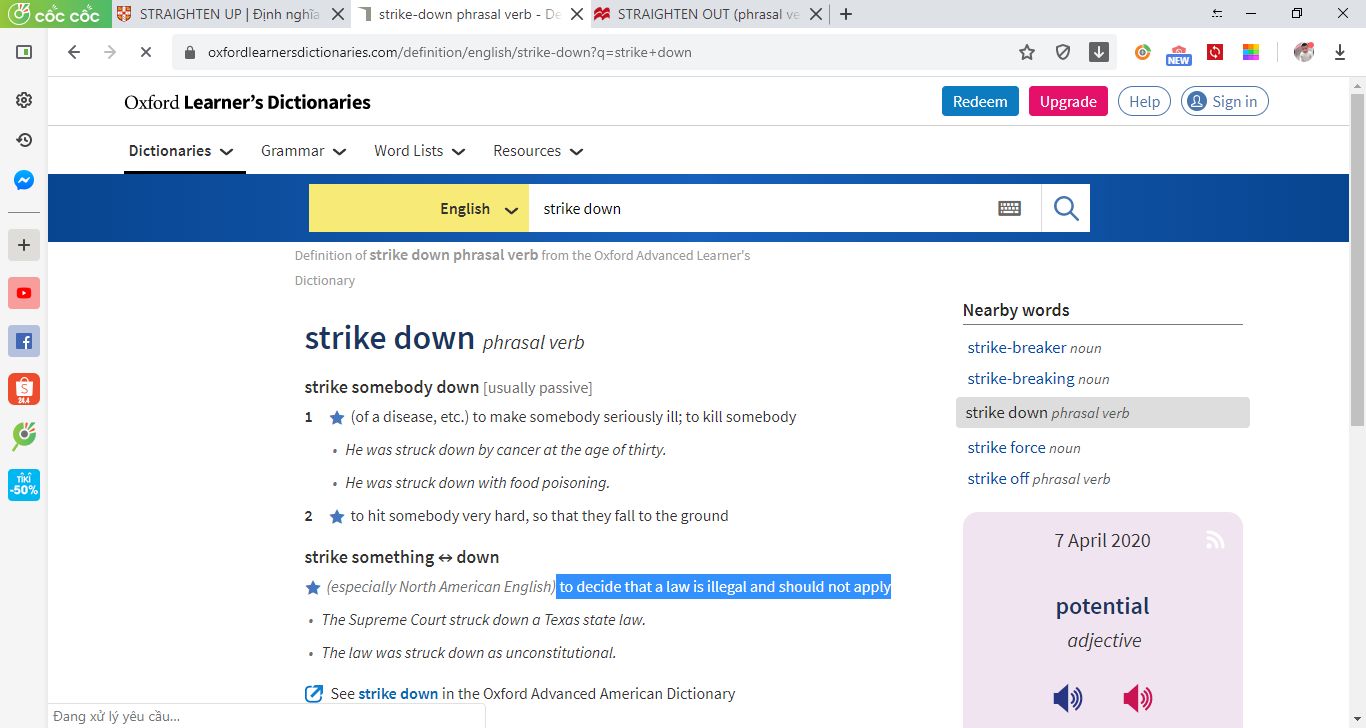 cốc cốc
STRAIGHTEN UP | Định nghĩa
strike-down phrasal verb - De
STRAIGHTEN OUT (phrasal ve
oxfordlearnersdictionaries.com/definition/english/strike-down?q=strike+down
NEW
Oxford Learner's Dictionaries
Redeem
Upgrade
Help
Sign in
Dictionaries
Grammar
Word Lists
Resources
English
strike down
Definition of strike down phrasal verb from the Oxford Advanced Learner's
Dictionary
strike down phrasal verb
strike somebody down [usually passive]
1 (of a disease, etc.) to make somebody seriously ill; to kill somebody
• He was struck down by cancer at the age of thirty.
• He was struck down with food poisoning.
2 to hit somebody very hard, so that they fall to the ground
strike something ↔ down
(especially North American English) to decide that a law is illegal and should not apply
• The Supreme Court struck down a Texas state law.
• The law was struck down as unconstitutional.
See strike down in the Oxford Advanced American Dictionary
Nearby words
strike-breaker noun
strike-breaking noun
strike down phrasal verb
strike force noun
strike off phrasal verb
7 April 2020
potential
adjective
24.4
TIKI
-50%
Đang xử lý yêu cầu...